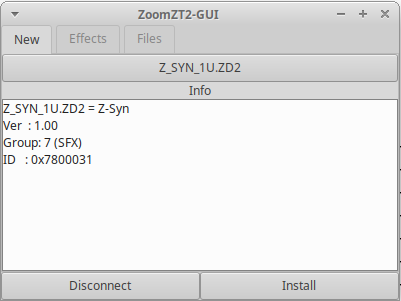 ZoomZT2-GUI
New Effects Files
Z_SYN_1U.ZD2
Info
Z_SYN_1U.ZD2 = Z-Syn
Ver : 1.00
Group: 7 (SFX)
ID : 0x7800031
Disconnect Install